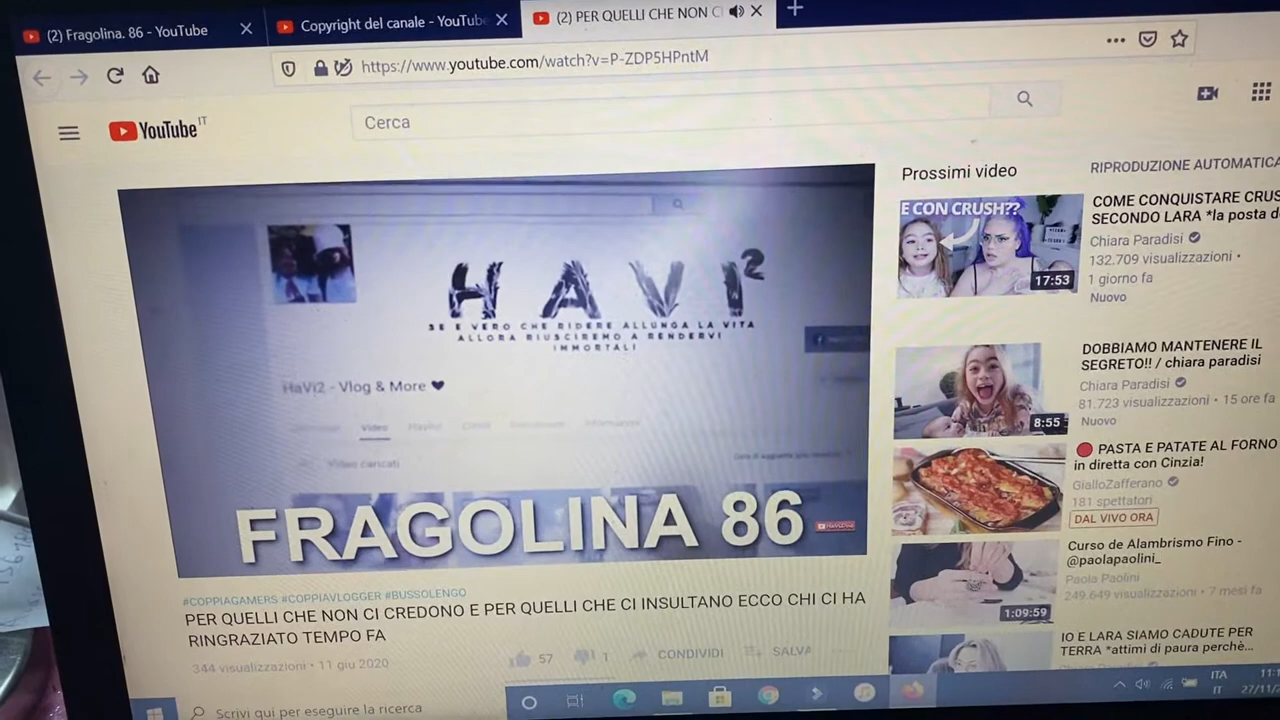 (2) Fragolina. 86 - YouTube
Copyright del canale - YouTube
(2) PER QUELLI CHE NON C
https://www.youtube.com/watch?v=P-ZDP5HPntM
YouTube IT
Cerca
HAVI²
SE E VERO CHE RIDERE ALLUNGA LA VITA
ALLORA RIUSCIREMO A RENDERVI
IMMORTALI
HaVi2 - Vlog & More ❤
Video
Video caricati
FRAGOLINA 86
#COPPIAGAMERS #COPPIAVLOGGER #BUSSOLENGO
PER QUELLI CHE NON CI CREDONO E PER QUELLI CHE CI INSULTANO ECCO CHI CI HA
RINGRAZIATO TEMPO FA
344 visualizzazioni • 11 giu 2020
57
1
CONDIVIDI
SALVA
Prossimi video
RIPRODUZIONE AUTOMATICA
E CON CRUSH??
17:53
COME CONQUISTARE CRUS
SECONDO LARA *la posta d
Chiara Paradisi
132.709 visualizzazioni •
1 giorno fa
Nuovo
8:55
DOBBIAMO MANTENERE IL
SEGRETO!! / chiara paradisi
Chiara Paradisi
81.723 visualizzazioni • 15 ore fa
Nuovo
PASTA E PATATE AL FORNO
in diretta con Cinzia!
GialloZafferano
181 spettatori
DAL VIVO ORA
1:09:59
Curso de Alambrismo Fino -
@paolapaolini_
Paola Paolini
249.649 visualizzazioni • 7 mesi fa
IO E LARA SIAMO CADUTE PER
TERRA *attimi di paura perchè...
Scrivi qui per eseguire la ricerca
ITA
IT
11:1
27/11/2